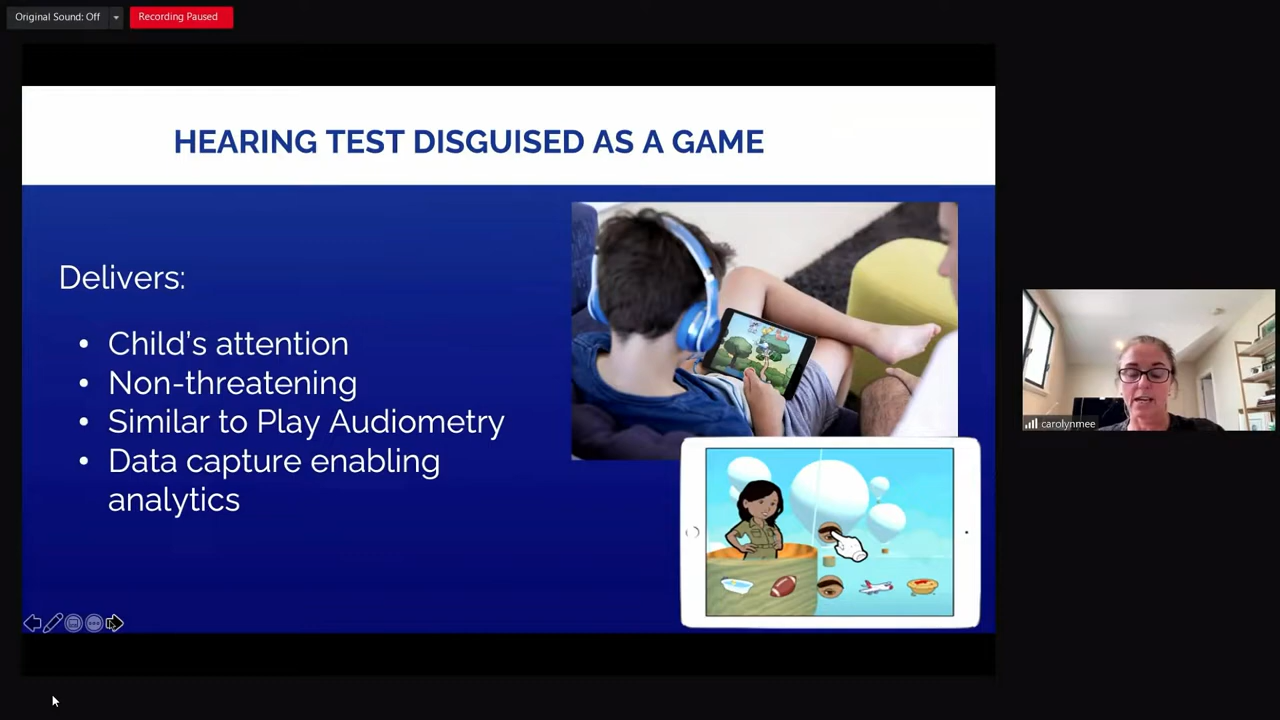 Original Sound: Off
Recording Paused
HEARING TEST DISGUISED AS A GAME
Delivers:
• Child's attention
• Non-threatening
• Similar to Play Audiometry
• Data capture enabling
analytics
carolynmee